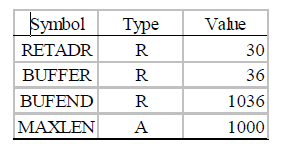 Symbol Type Value
RETADR R 30
BUFFER R 36
BUFEND R 1036
MAXLEN A 1000